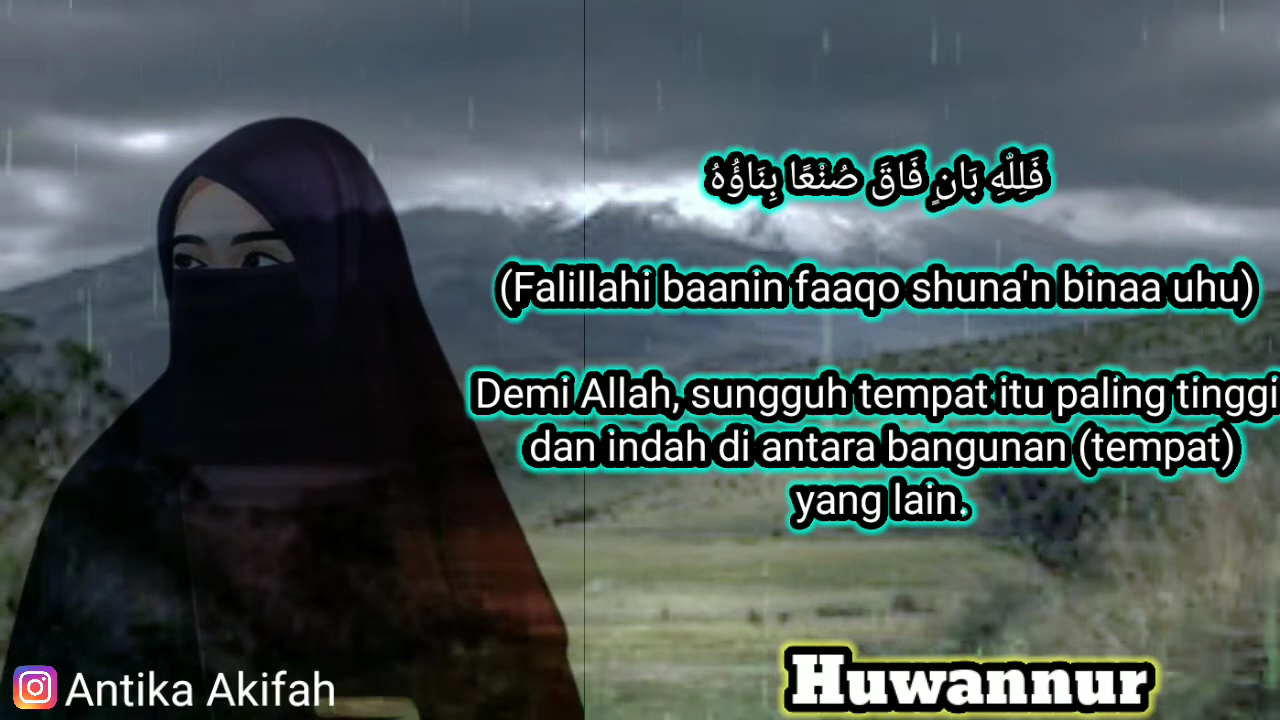 فَلِلّٰهِ بَانٍ فَاقَ صُنْعًا بِنَاؤُهُ
(Falillahi baanin faaqo shuna'n binaa uhu)
Demi Allah, sungguh tempat itu paling tinggi
dan indah di antara bangunan (tempat)
yang lain.
Antika Akifah
Huwannur